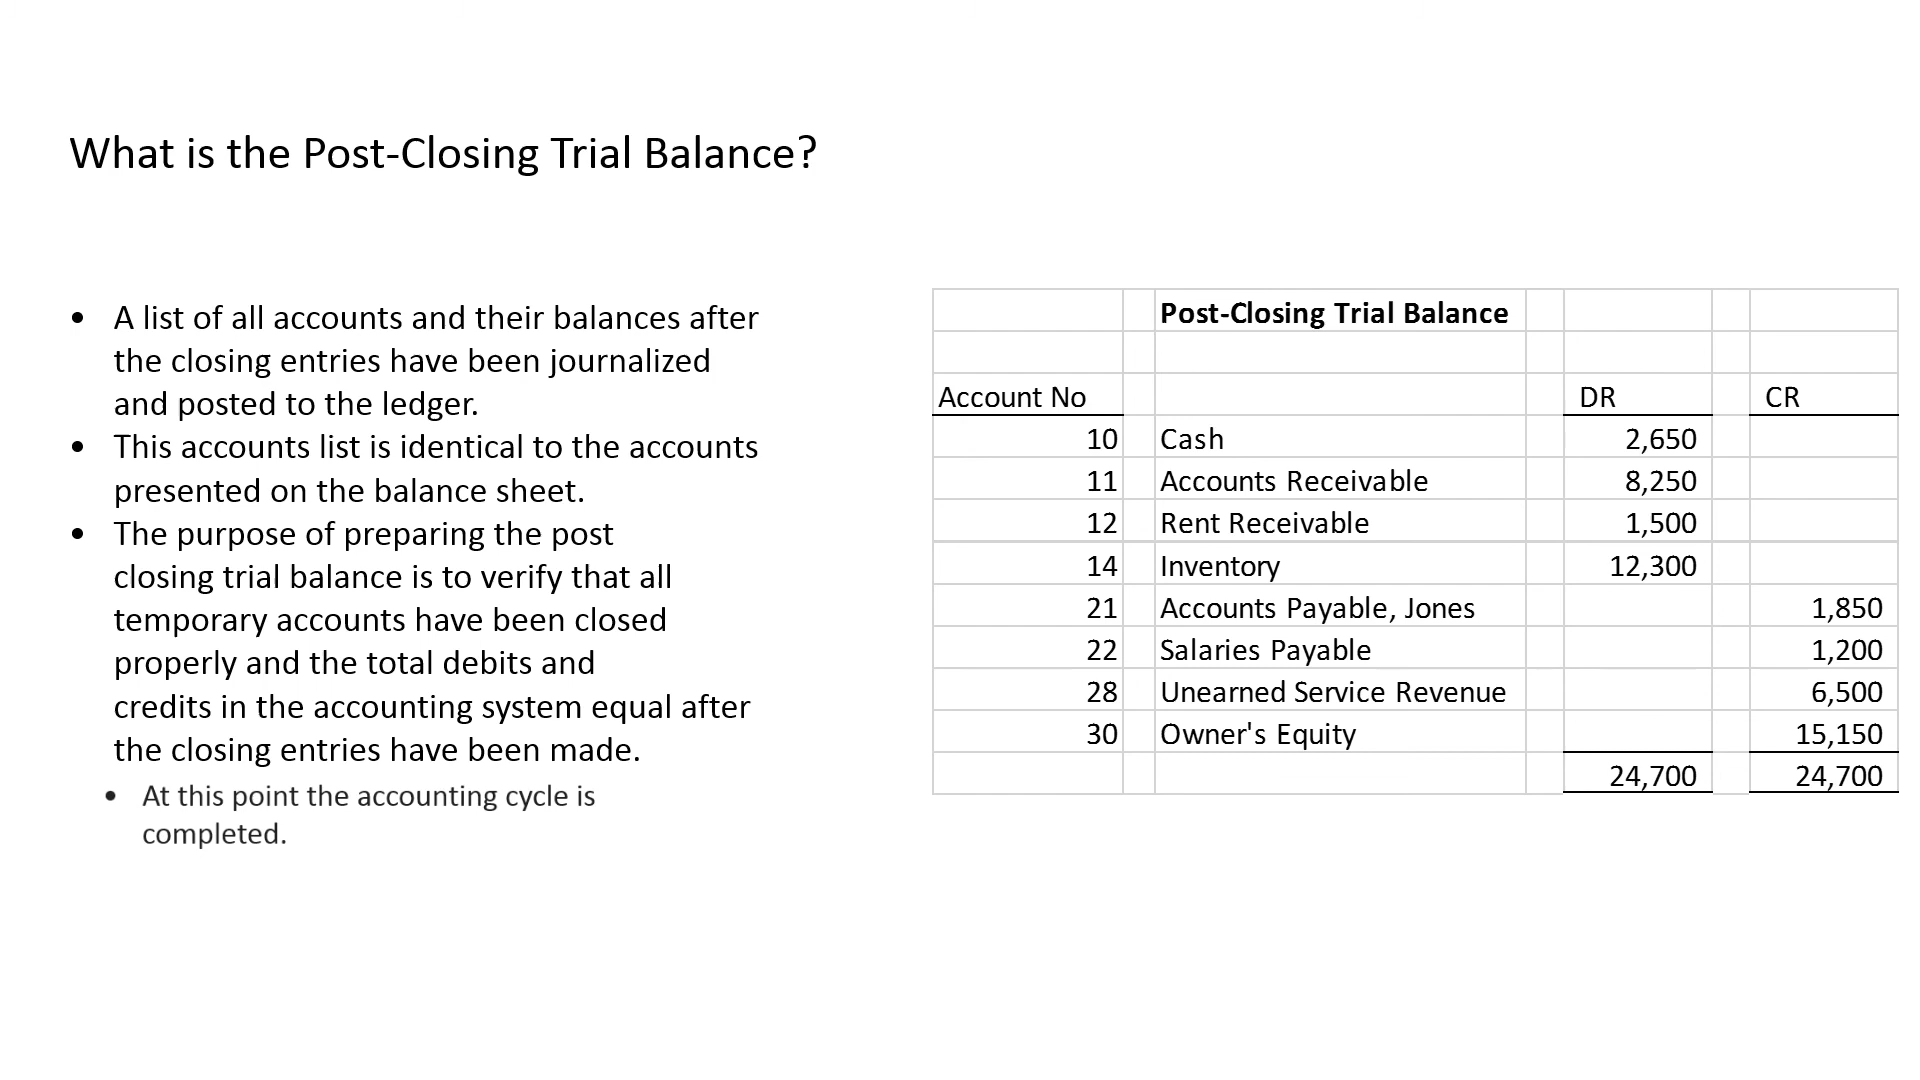 What is the Post-Closing Trial Balance?
• A list of all accounts and their balances after
the closing entries have been journalized
and posted to the ledger.
• This accounts list is identical to the accounts
presented on the balance sheet.
• The purpose of preparing the post
closing trial balance is to verify that all
temporary accounts have been closed
properly and the total debits and
credits in the accounting system equal after
the closing entries have been made.
• At this point the accounting cycle is
completed.
Post-Closing Trial Balance
Account No DR CR
10 Cash 2,650
11 Accounts Receivable 8,250
12 Rent Receivable 1,500
14 Inventory 12,300
21 Accounts Payable, Jones 1,850
22 Salaries Payable 1,200
28 Unearned Service Revenue 6,500
30 Owner's Equity 15,150
24,700 24,700